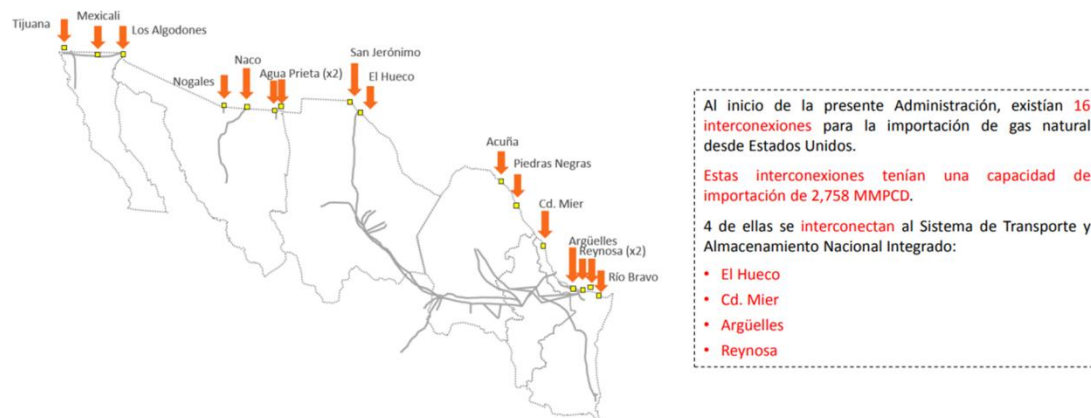 Tijuana
Mexicali
Los Algodones
Nogales
Naco
Agua Prieta (x2)
San Jerónimo
El Hueco
Acuña
Piedras Negras
Cd. Mier
Argüelles
Reynosa (x2)
Río Bravo
Al inicio de la presente Administración, existían 16
interconexiones para la importación de gas natural
desde Estados Unidos.
Estas interconexiones tenían una capacidad de
importación de 2,758 MMPCD.
4 de ellas se interconectan al Sistema de Transporte y
Almacenamiento Nacional Integrado:
• El Hueco
• Cd. Mier
• Argüelles
• Reynosa